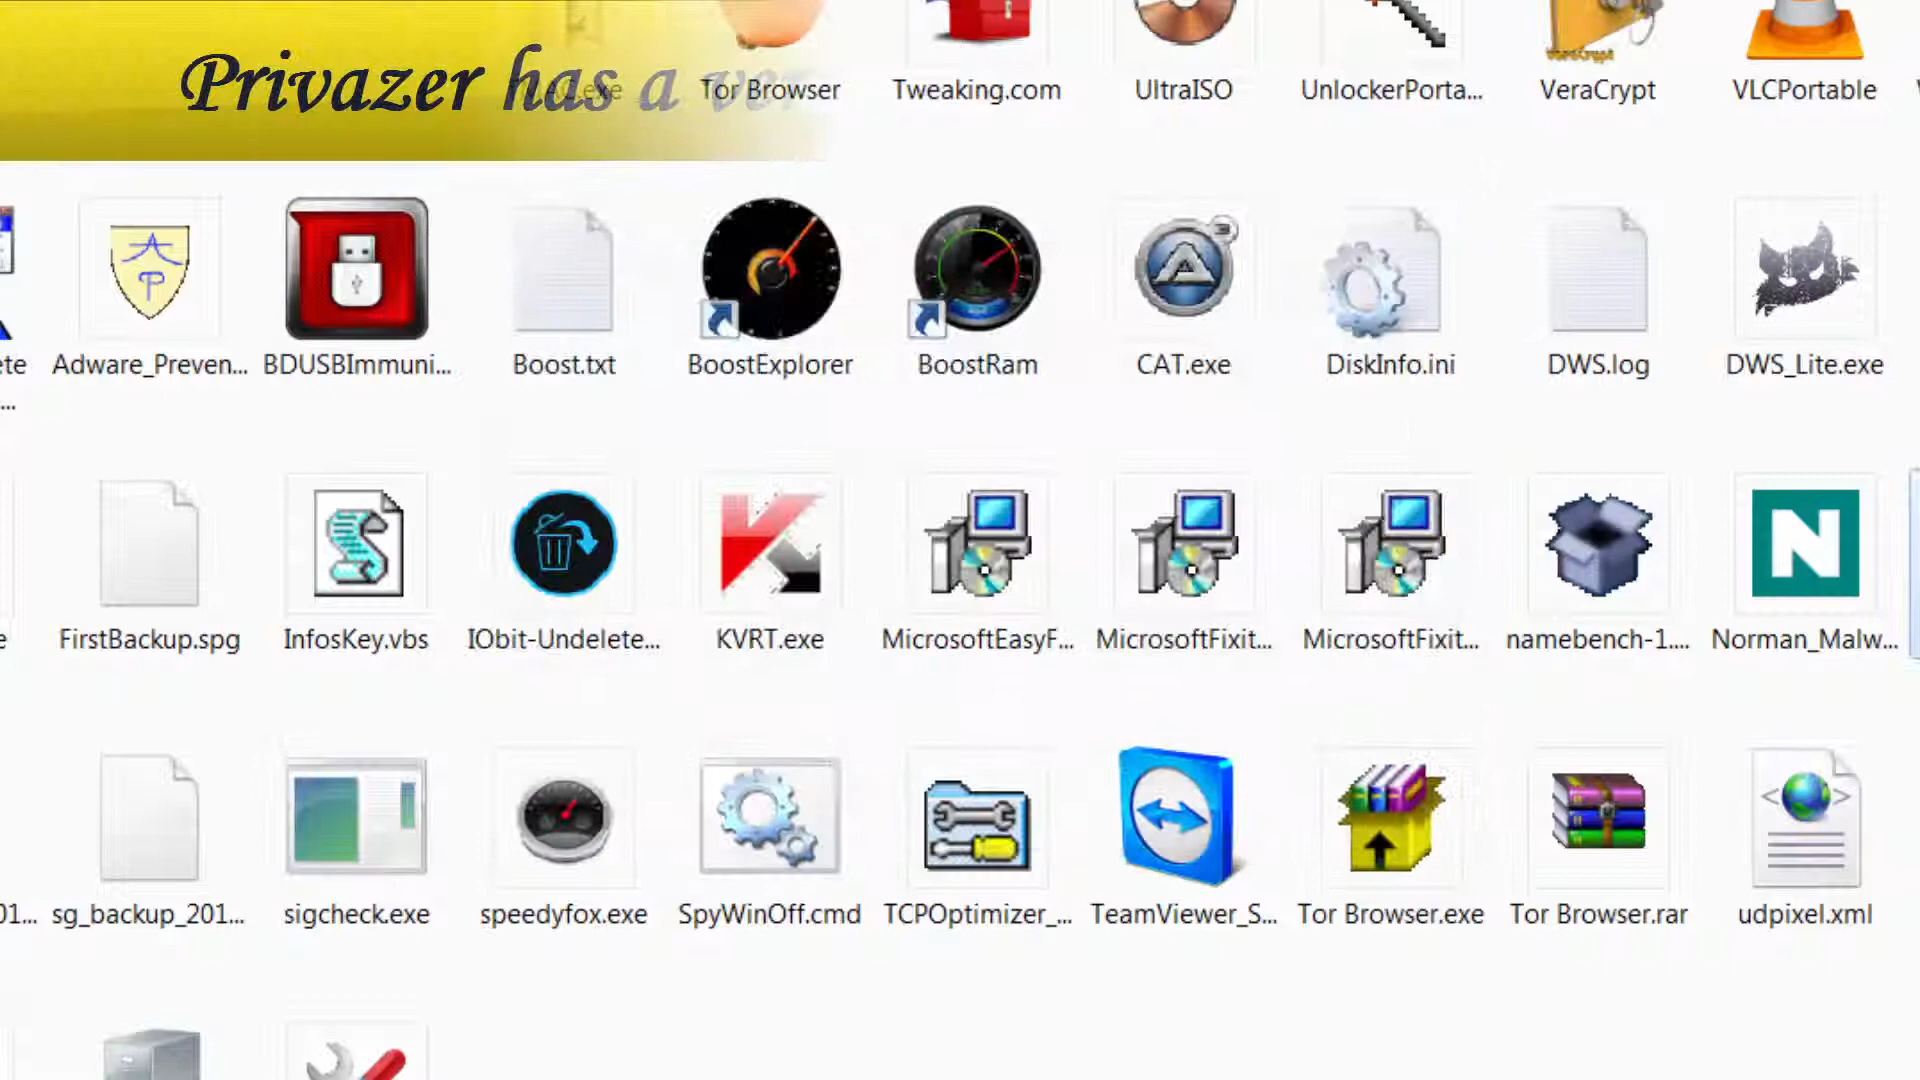 Privazer has a ver
Tor Browser Tweaking.com UltraISO UnlockerPorta... VeraCrypt VLCPortable
Adware_Preven... BDUSBImmuni... Boost.txt BoostExplorer BoostRam CAT.exe DiskInfo.ini DWS.log DWS_Lite.exe
...
FirstBackup.spg InfosKey.vbs IObit-Undelete... KVRT.exe MicrosoftEasyF... MicrosoftFixit... MicrosoftFixit... namebench-1.... Norman_Malw...
01... sg_backup_201... sigcheck.exe speedyfox.exe SpyWinOff.cmd TCPOptimizer_... TeamViewer_S... Tor Browser.exe Tor Browser.rar udpixel.xml